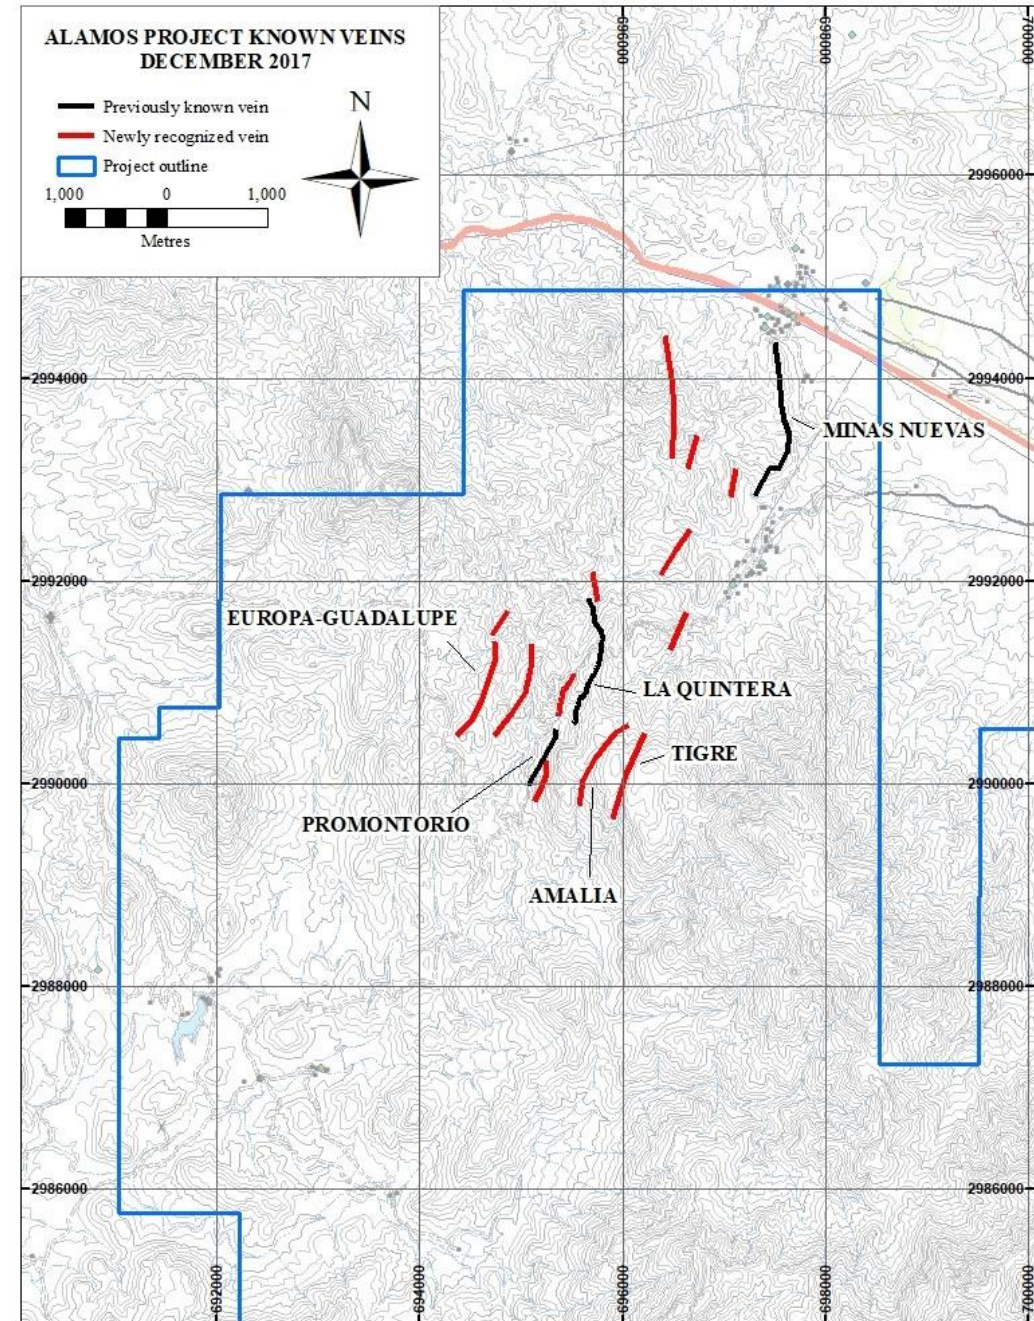 ALAMOS PROJECT KNOWN VEINS
DECEMBER 2017
Previously known vein
Newly recognized vein
Project outline
N
1,000 0 1,000
Metres
696000
698000
700000
2996000
2994000
2994000
MINAS NUEVAS
2992000
2992000
EUROPA-GUADALUPE
LA QUINTERA
TIGRE
2990000
2990000
PROMONTORIO
AMALIA
2988000
2988000
2986000
2986000
692000
694000
696000
698000
700000